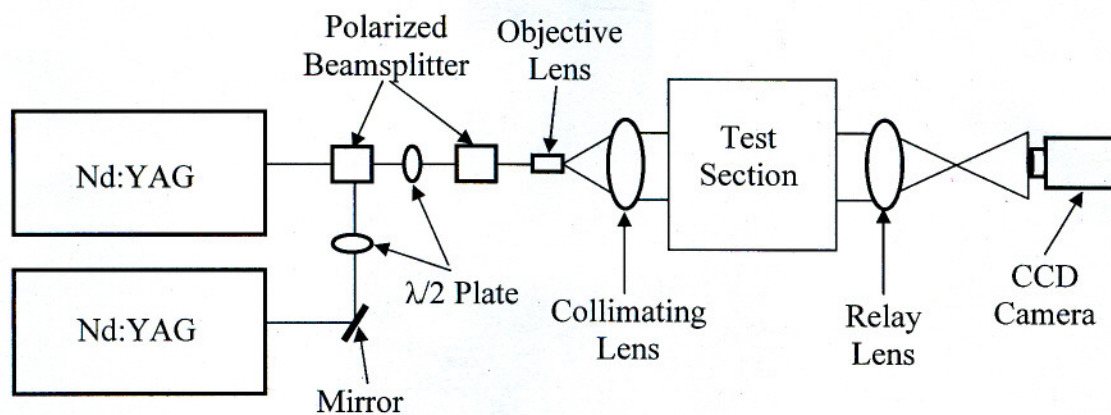 Polarized
Beamsplitter
Objective
Lens
Nd:YAG
Test
Section
λ/2 Plate
Nd:YAG
Mirror
Collimating
Lens
Relay
Lens
CCD
Camera